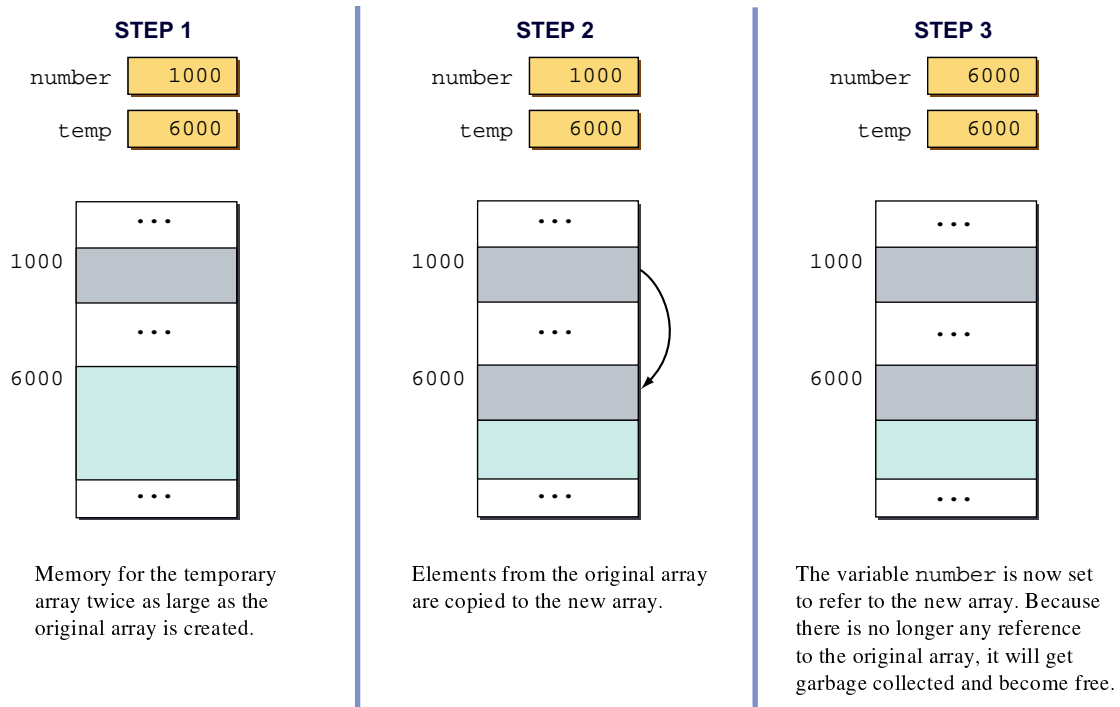 STEP 1
number 1000
temp 6000
...
1000
...
6000
...
Memory for the temporary
array twice as large as the
original array is created.
STEP 2
number 1000
temp 6000
...
1000
...
6000
...
Elements from the original array
are copied to the new array.
STEP 3
number 6000
temp 6000
...
1000
...
6000
...
The variable number is now set
to refer to the new array. Because
there is no longer any reference
to the original array, it will get
garbage collected and become free.